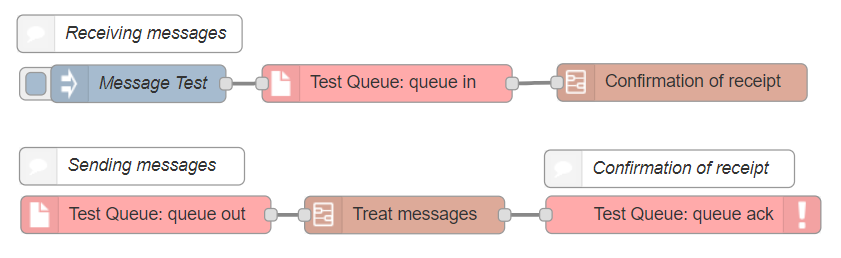 Receiving messages
Message Test
Test Queue: queue in
Confirmation of receipt
Sending messages
Confirmation of receipt
Test Queue: queue out
Treat messages
Test Queue: queue ack